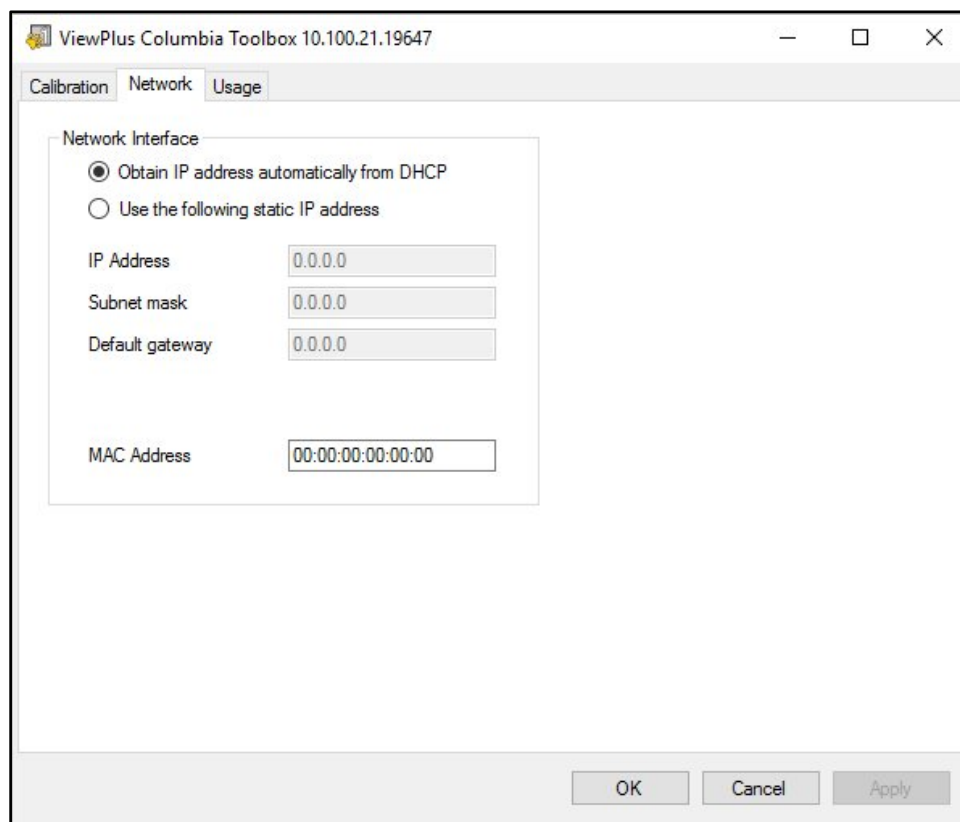 ViewPlus Columbia Toolbox 10.100.21.19647
Calibration Network Usage
Network Interface
Obtain IP address automatically from DHCP
Use the following static IP address
IP Address 0.0.0.0
Subnet mask 0.0.0.0
Default gateway 0.0.0.0
MAC Address 00:00:00:00:00:00
OK Cancel Apply